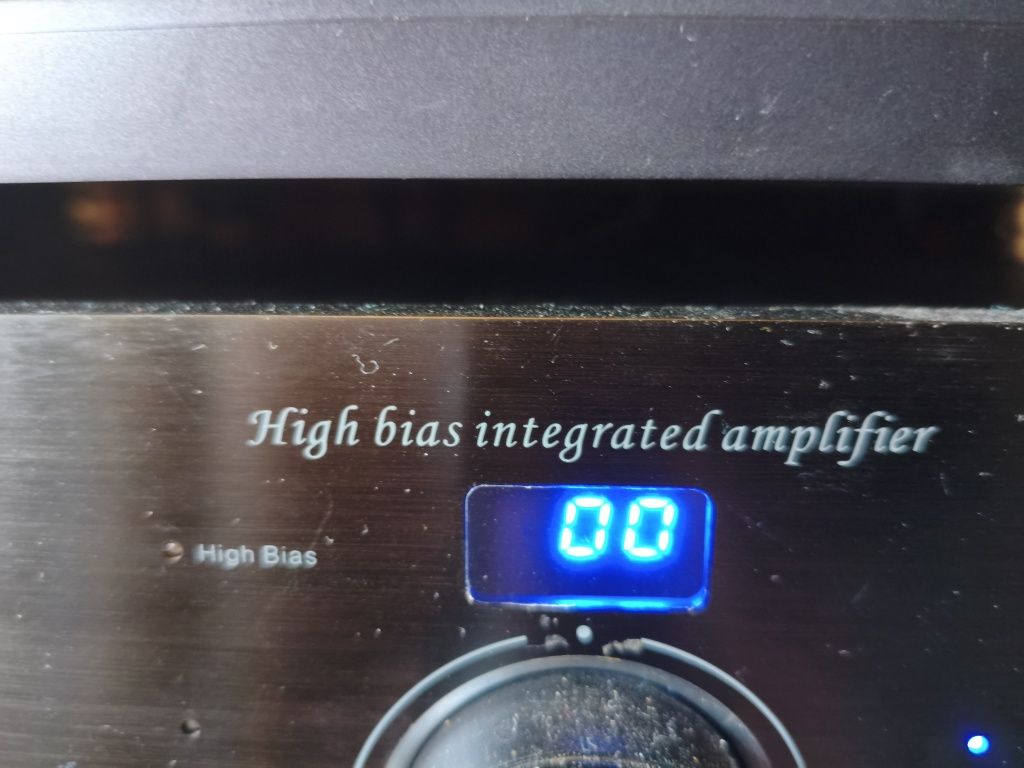 High bias integrated amplifier
00
High Bias